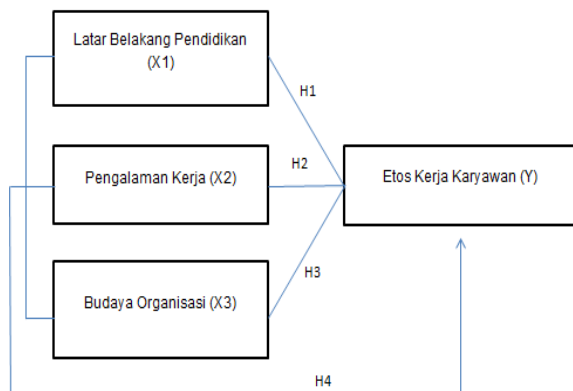 Latar Belakang Pendidikan
(X1)
H1
H2
Pengalaman Kerja (X2)
Etos Kerja Karyawan (Y)
H3
Budaya Organisasi (X3)
H4